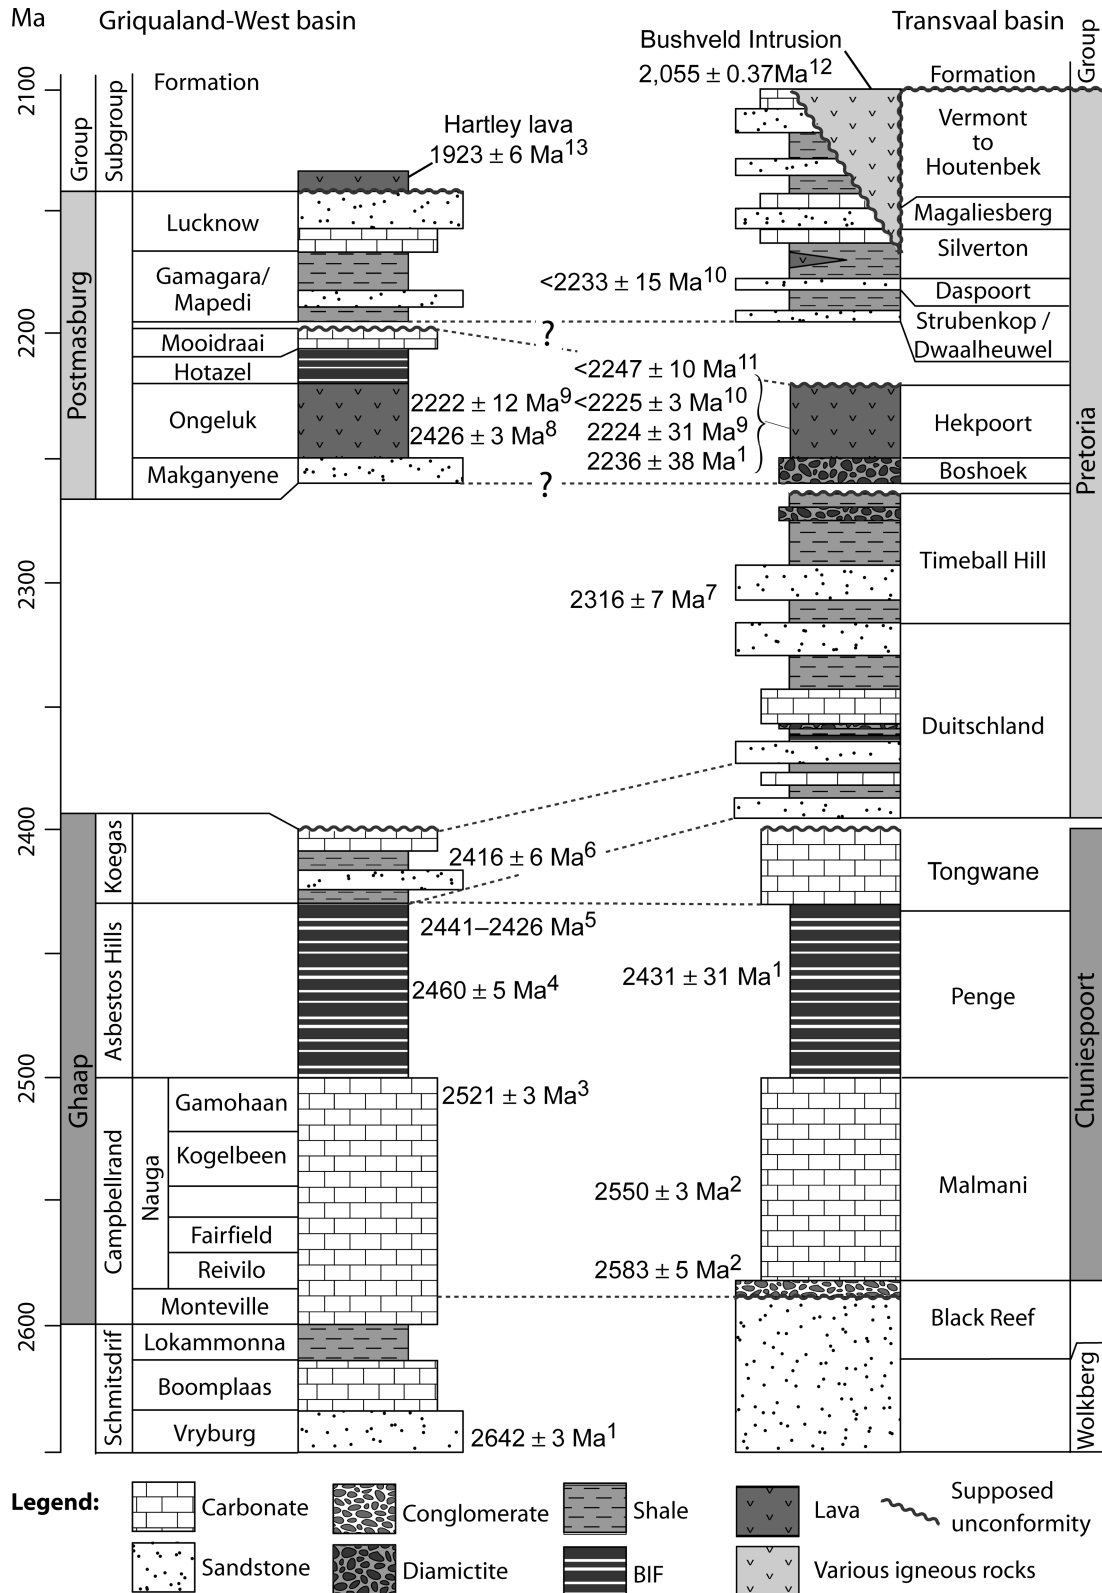 Ma
Griqualand-West basin
Transvaal basin
Bushveld Intrusion
2,055 ± 0.37Ma12
Formation
Group
2100
Group
Subgroup
Formation
Hartley lava
1923 ± 6 Ma13
Vermont
to
Houtenbek
Magaliesberg
Silverton
Daspoort
Strubenkop /
Dwaalheuwel
Lucknow
Gamagara/
Mapedi
<2233 ± 15 Ma10
2200
?
Postmasburg
Mooidraai
Hotazel
Ongeluk
Makganyene
2222 ± 12 Ma9
2426 ± 3 Ma8
<2247 ± 10 Ma11
<2225 ± 3 Ma10
2224 ± 31 Ma9
2236 ± 38 Ma1
?
Hekpoort
Boshoek
Pretoria
2300
2316 ± 7 Ma7
Timeball Hill
Duitschland
2400
Koegas
2416 ± 6 Ma6
Tongwane
2441–2426 Ma5
2460 ± 5 Ma4
Asbestos Hills
2431 ± 31 Ma1
Penge
Chuniespoort
2500
Ghaap
Campbellrand
Nauga
Gamohaan
Kogelbeen
Fairfield
Reivilo
Monteville
2521 ± 3 Ma3
2550 ± 3 Ma2
2583 ± 5 Ma2
Malmani
2600
Schmitsdrif
Lokammonna
Boomplaas
Vryburg
2642 ± 3 Ma1
Black Reef
Wolkberg
Legend:
Carbonate
Conglomerate
Shale
Lava
Supposed
unconformity
Sandstone
Diamictite
BIF
Various igneous rocks